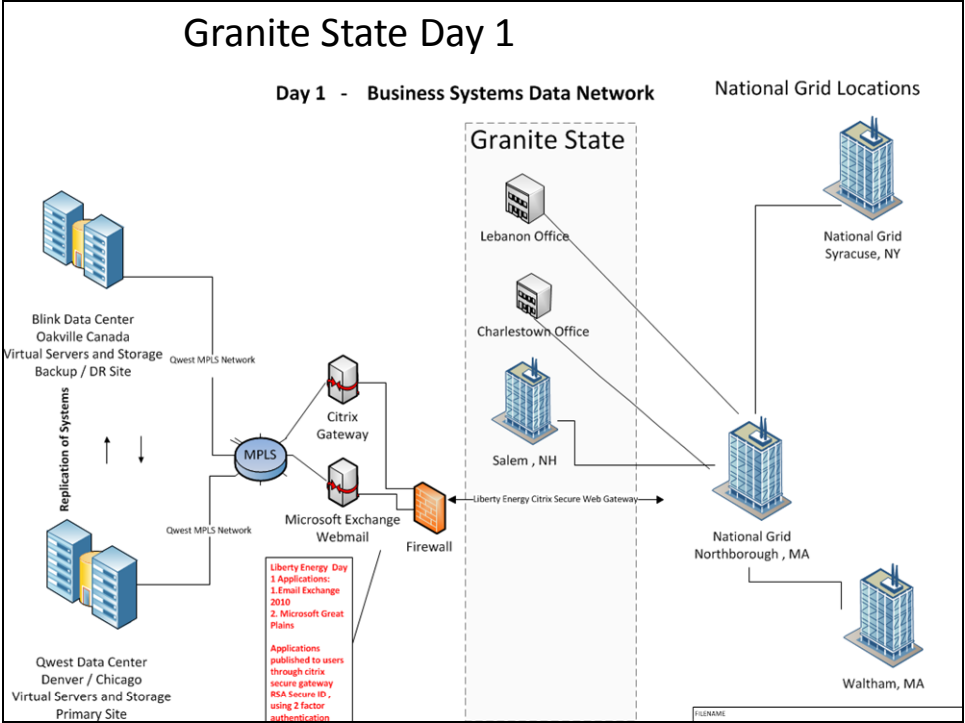 Granite State Day 1
Day 1 - Business Systems Data Network
National Grid Locations
Granite State
Lebanon Office
National Grid
Syracuse, NY
Charlestown Office
Blink Data Center
Oakville Canada
Virtual Servers and Storage
Backup / DR Site
Qwest MPLS Network
Replication of Systems
Citrix
Gateway
MPLS
Salem , NH
Microsoft Exchange
Webmail
Firewall
Liberty Energy Citrix Secure Web Gateway
National Grid
Northborough , MA
Qwest MPLS Network
Liberty Energy Day
1 Applications:
1.Email Exchange
2010
2. Microsoft Great
Plains
Applications
published to users
through citrix
secure gateway
RSA Secure ID ,
using 2 factor
authentication
Qwest Data Center
Denver / Chicago
Virtual Servers and Storage
Primary Site
Waltham, MA
FILENAME